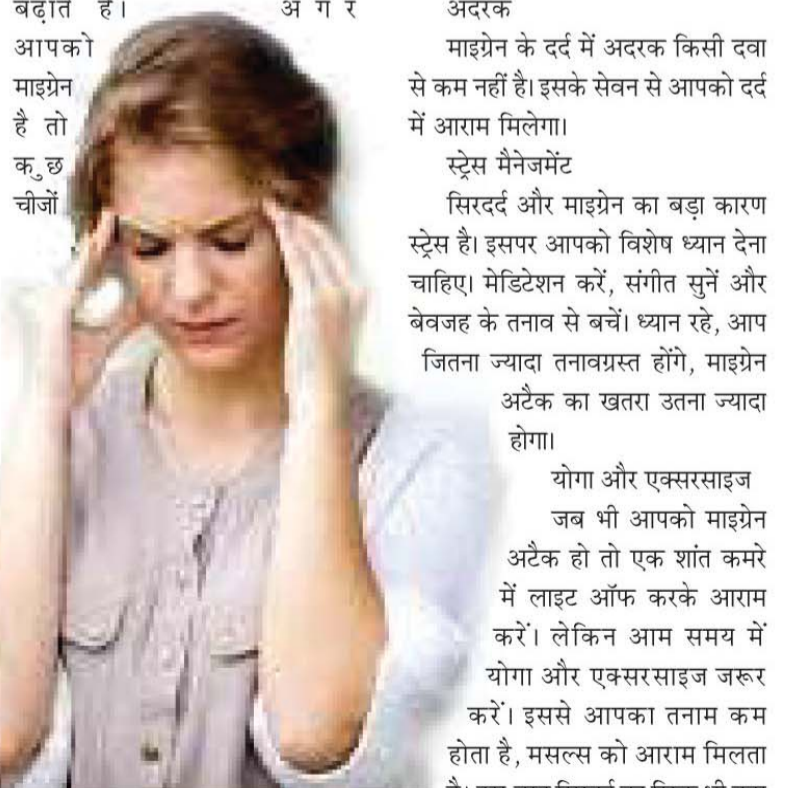 बढ़ाते हैं। अ ग र
आपको
माइग्रेन
है तो
कुछ
चीजों
अदरक
माइग्रेन के दर्द में अदरक किसी दवा
से कम नहीं है। इसके सेवन से आपको दर्द
में आराम मिलेगा।
स्ट्रेस मैनेजमेंट
सिरदर्द और माइग्रेन का बड़ा कारण
स्ट्रेस है। इसपर आपको विशेष ध्यान देना
चाहिए। मेडिटेशन करें, संगीत सुनें और
बेवजह के तनाव से बचें। ध्यान रहे, आप
जितना ज्यादा तनावग्रस्त होंगे, माइग्रेन
अटैक का खतरा उतना ज्यादा
होगा।
योगा और एक्सरसाइज
जब भी आपको माइग्रेन
अटैक हो तो एक शांत कमरे
में लाइट ऑफ करके आराम
करें। लेकिन आम समय में
योगा और एक्सरसाइज जरूर
करें। इससे आपका तनाम कम
होता है, मसल्स को आराम मिलता